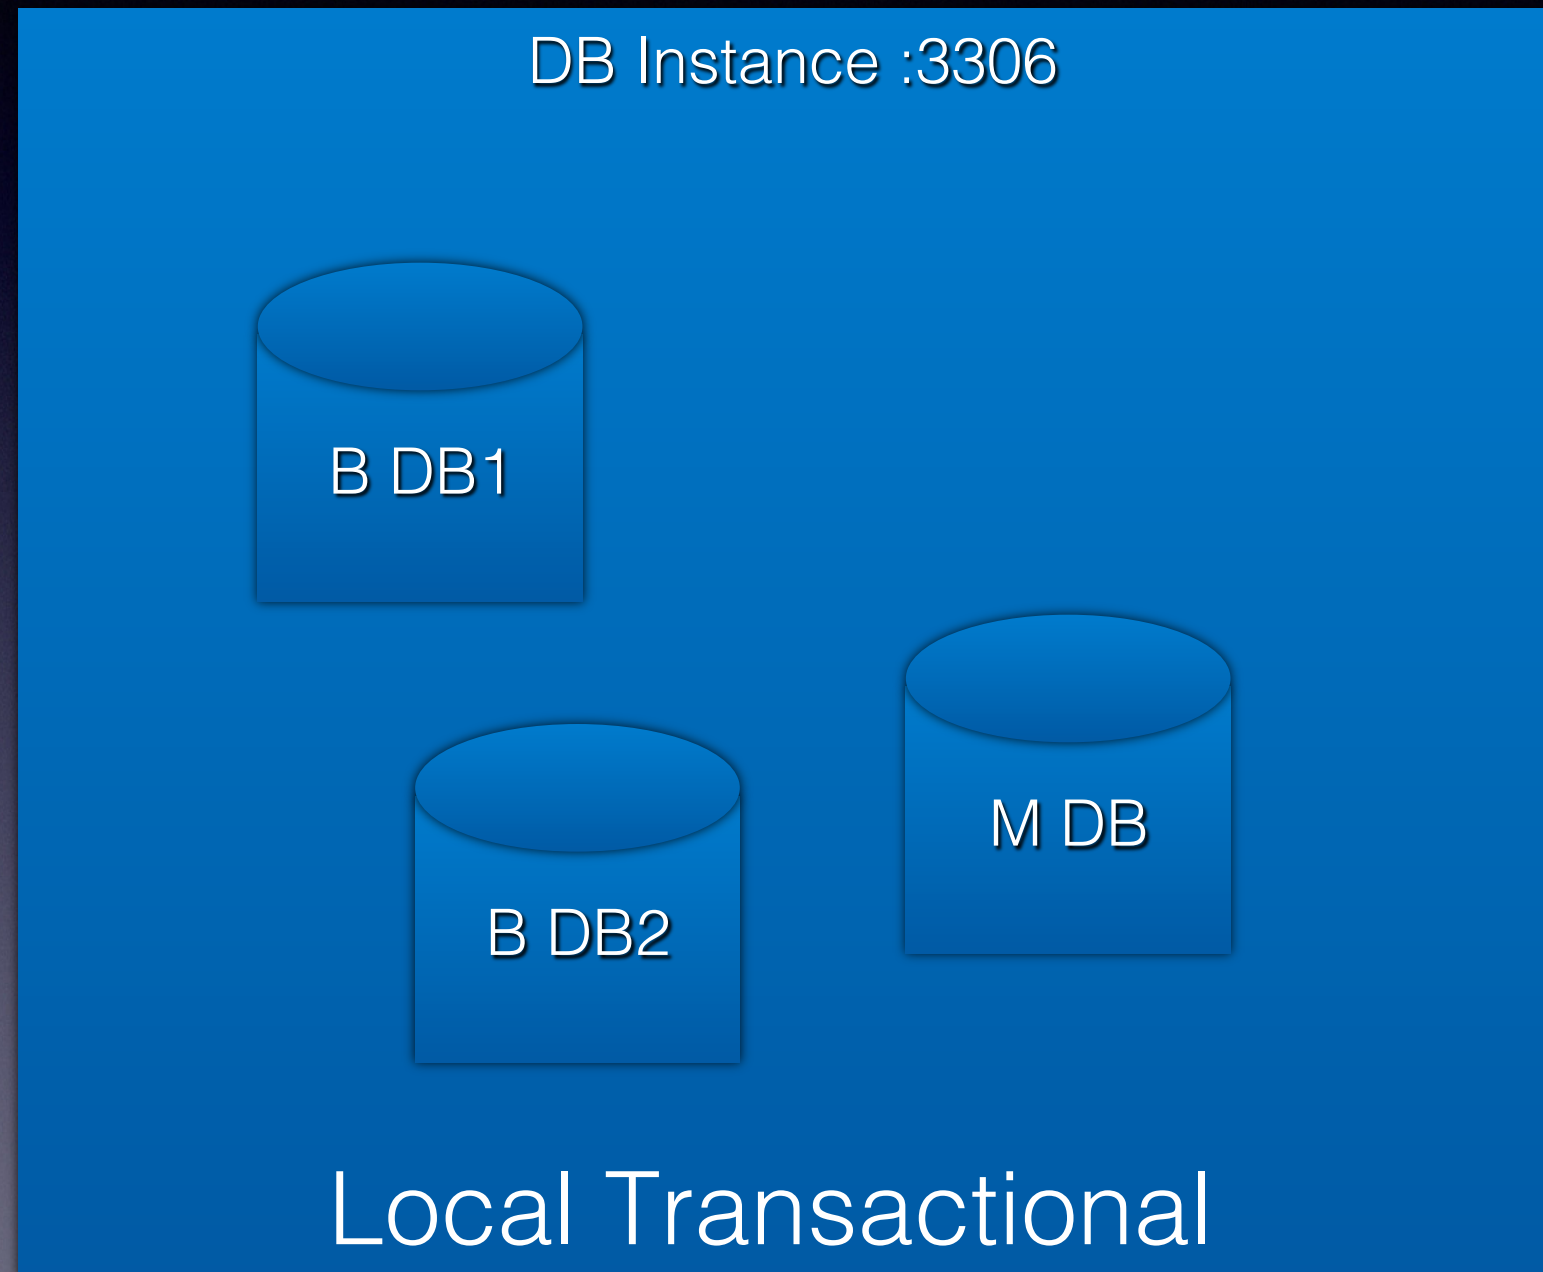 DB Instance :3306
B DB1
M DB
B DB2
Local Transactional